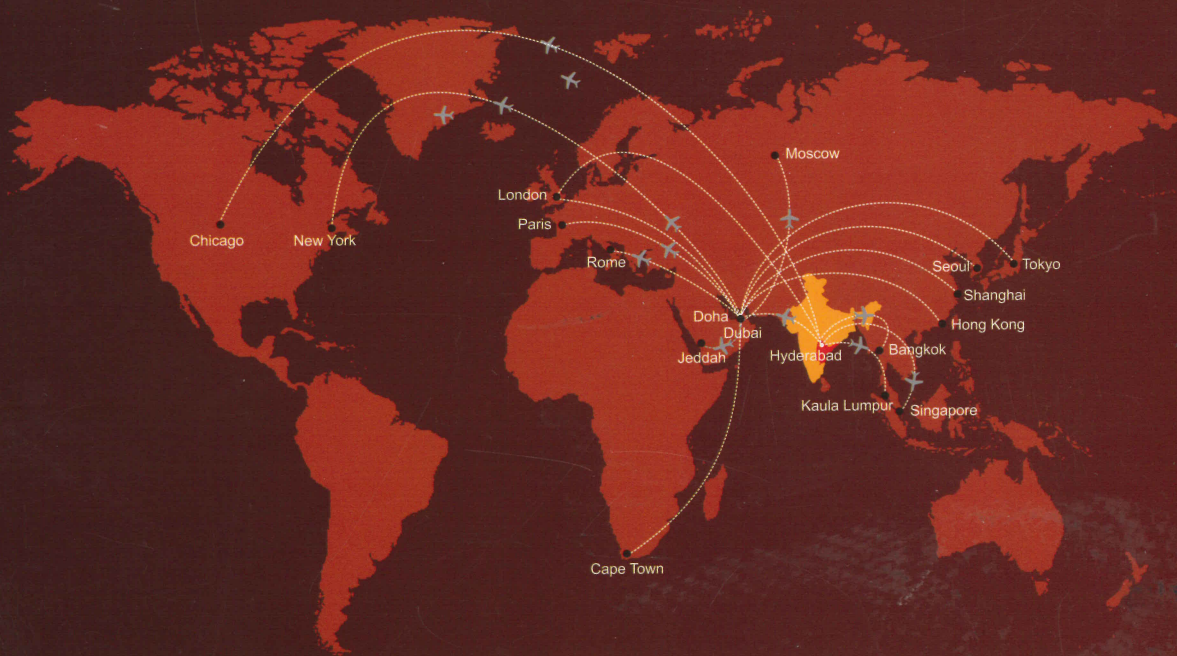 Moscow
London
Paris
Chicago
New York
Rome
Seoul
Tokyo
Shanghai
Doha
Hong Kong
Dubai
Jeddah
Hyderabad
Bangkok
Kaula Lumpur
Singapore
Cape Town